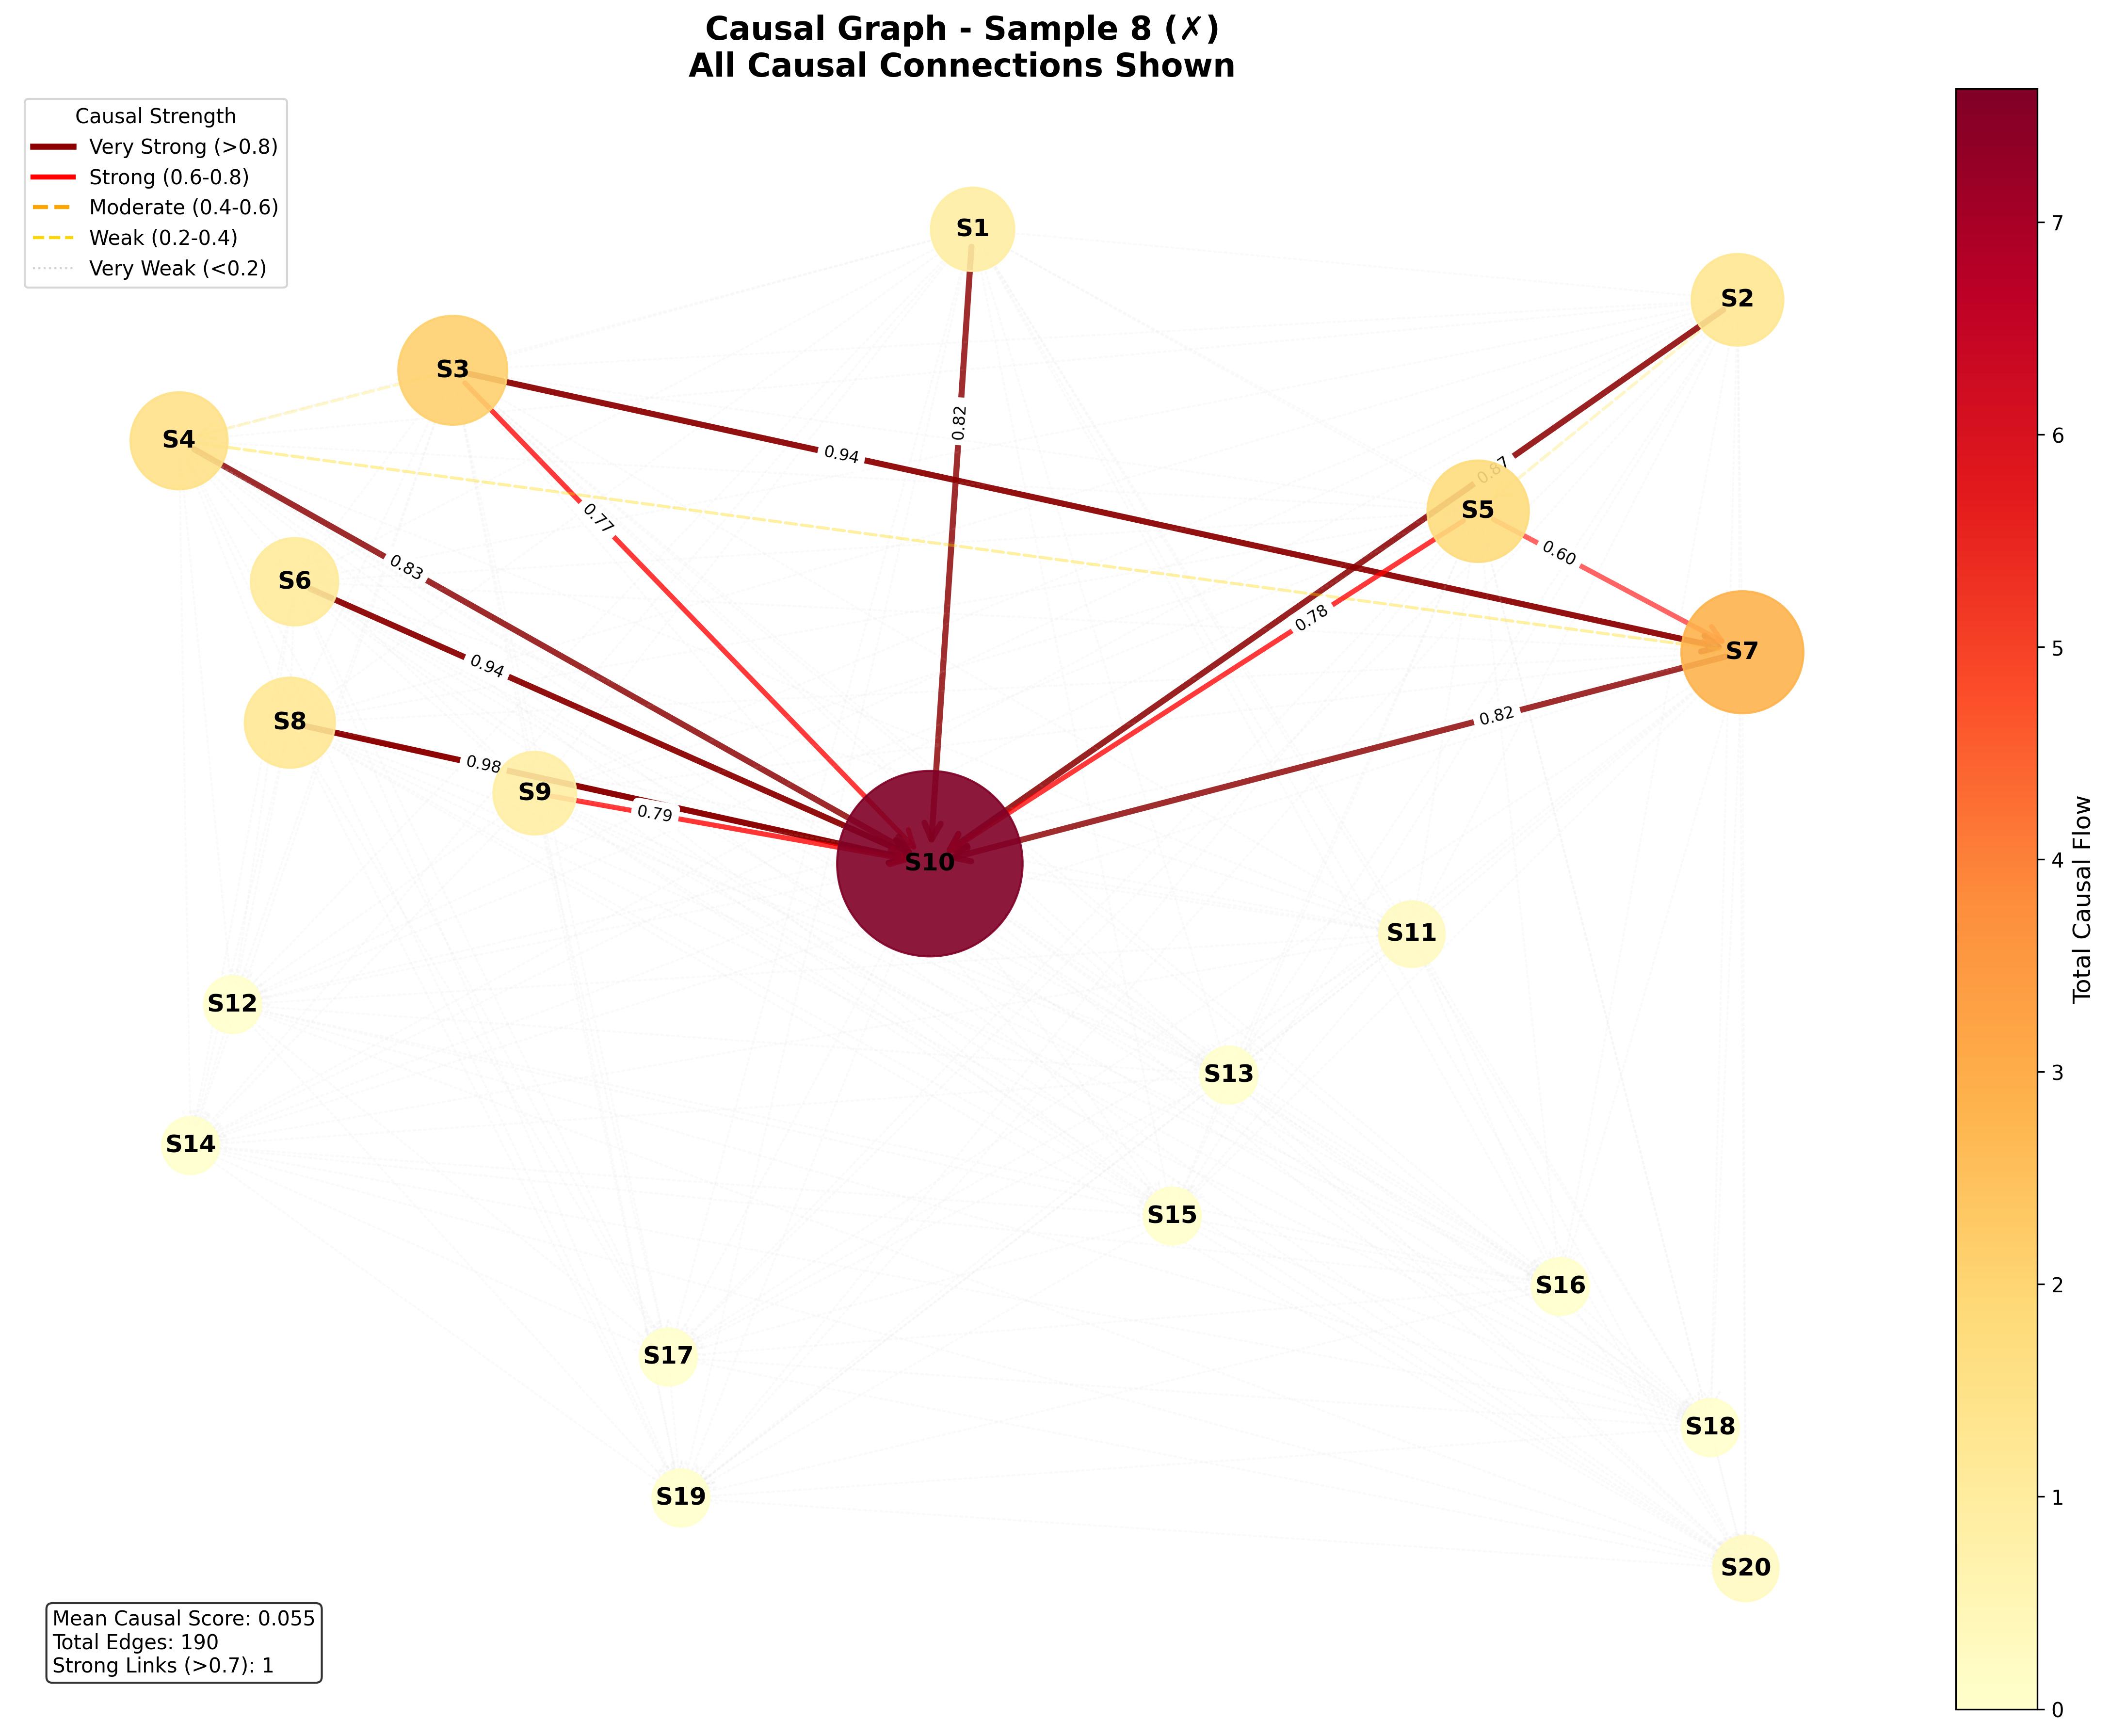 Causal Graph - Sample 8 (✗)
All Causal Connections Shown
Causal Strength
Very Strong (>0.8)
Strong (0.6-0.8)
Moderate (0.4-0.6)
Weak (0.2-0.4)
Very Weak (<0.2)
S1
S2
S3
S4
0.82
0.94
0.87
S5
0.77
0.60
0.83
S6
0.78
S7
0.94
0.82
S8
0.98
S9
0.79
S10
S11
S12
S13
S14
S15
S16
S17
S18
S19
S20
7
6
5
4
3
2
1
0
Total Causal Flow
Mean Causal Score: 0.055
Total Edges: 190
Strong Links (>0.7): 1